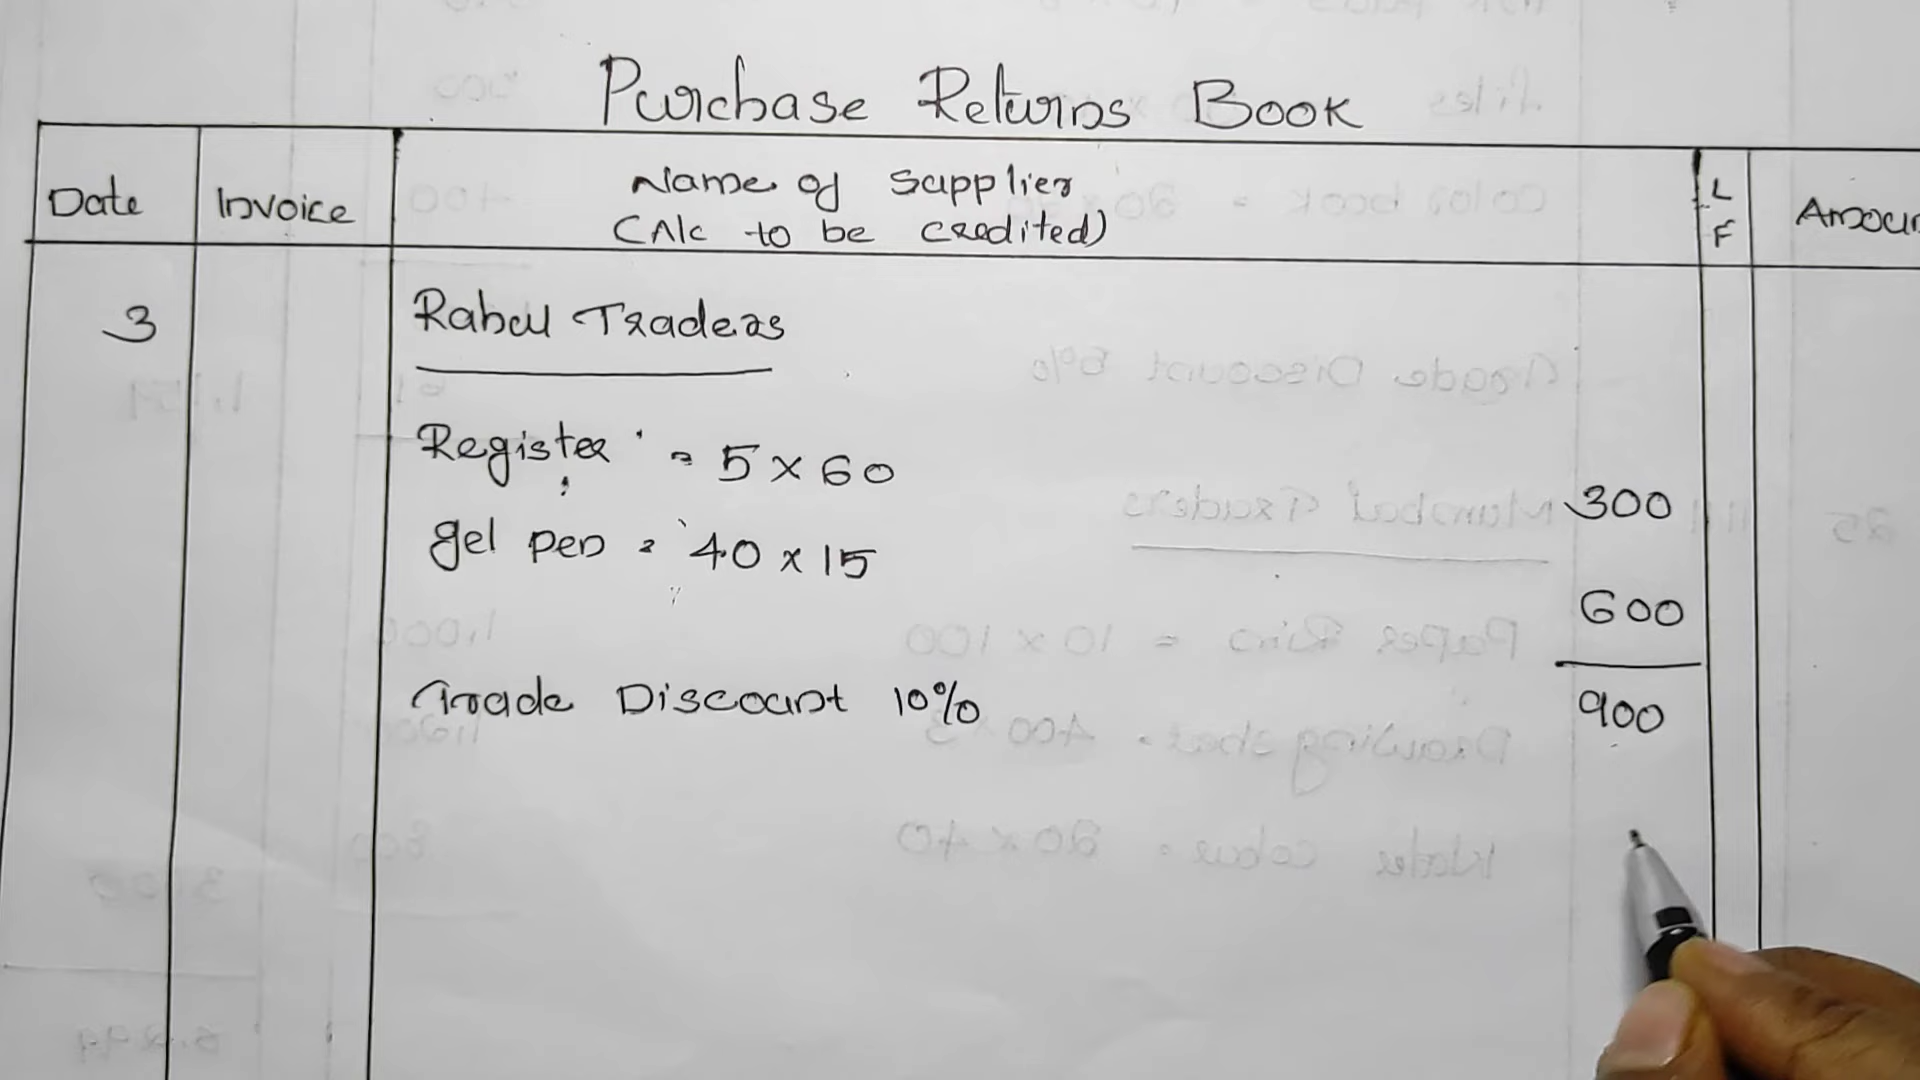 Purchase Returns Book
Date Invoice Name of Supplier L Amoun
(A/c to be credited) F
3 Rahul Traders
Register = 5 x 60 300
gel pen = 40 x 15 600
Trade Discount 10% 900